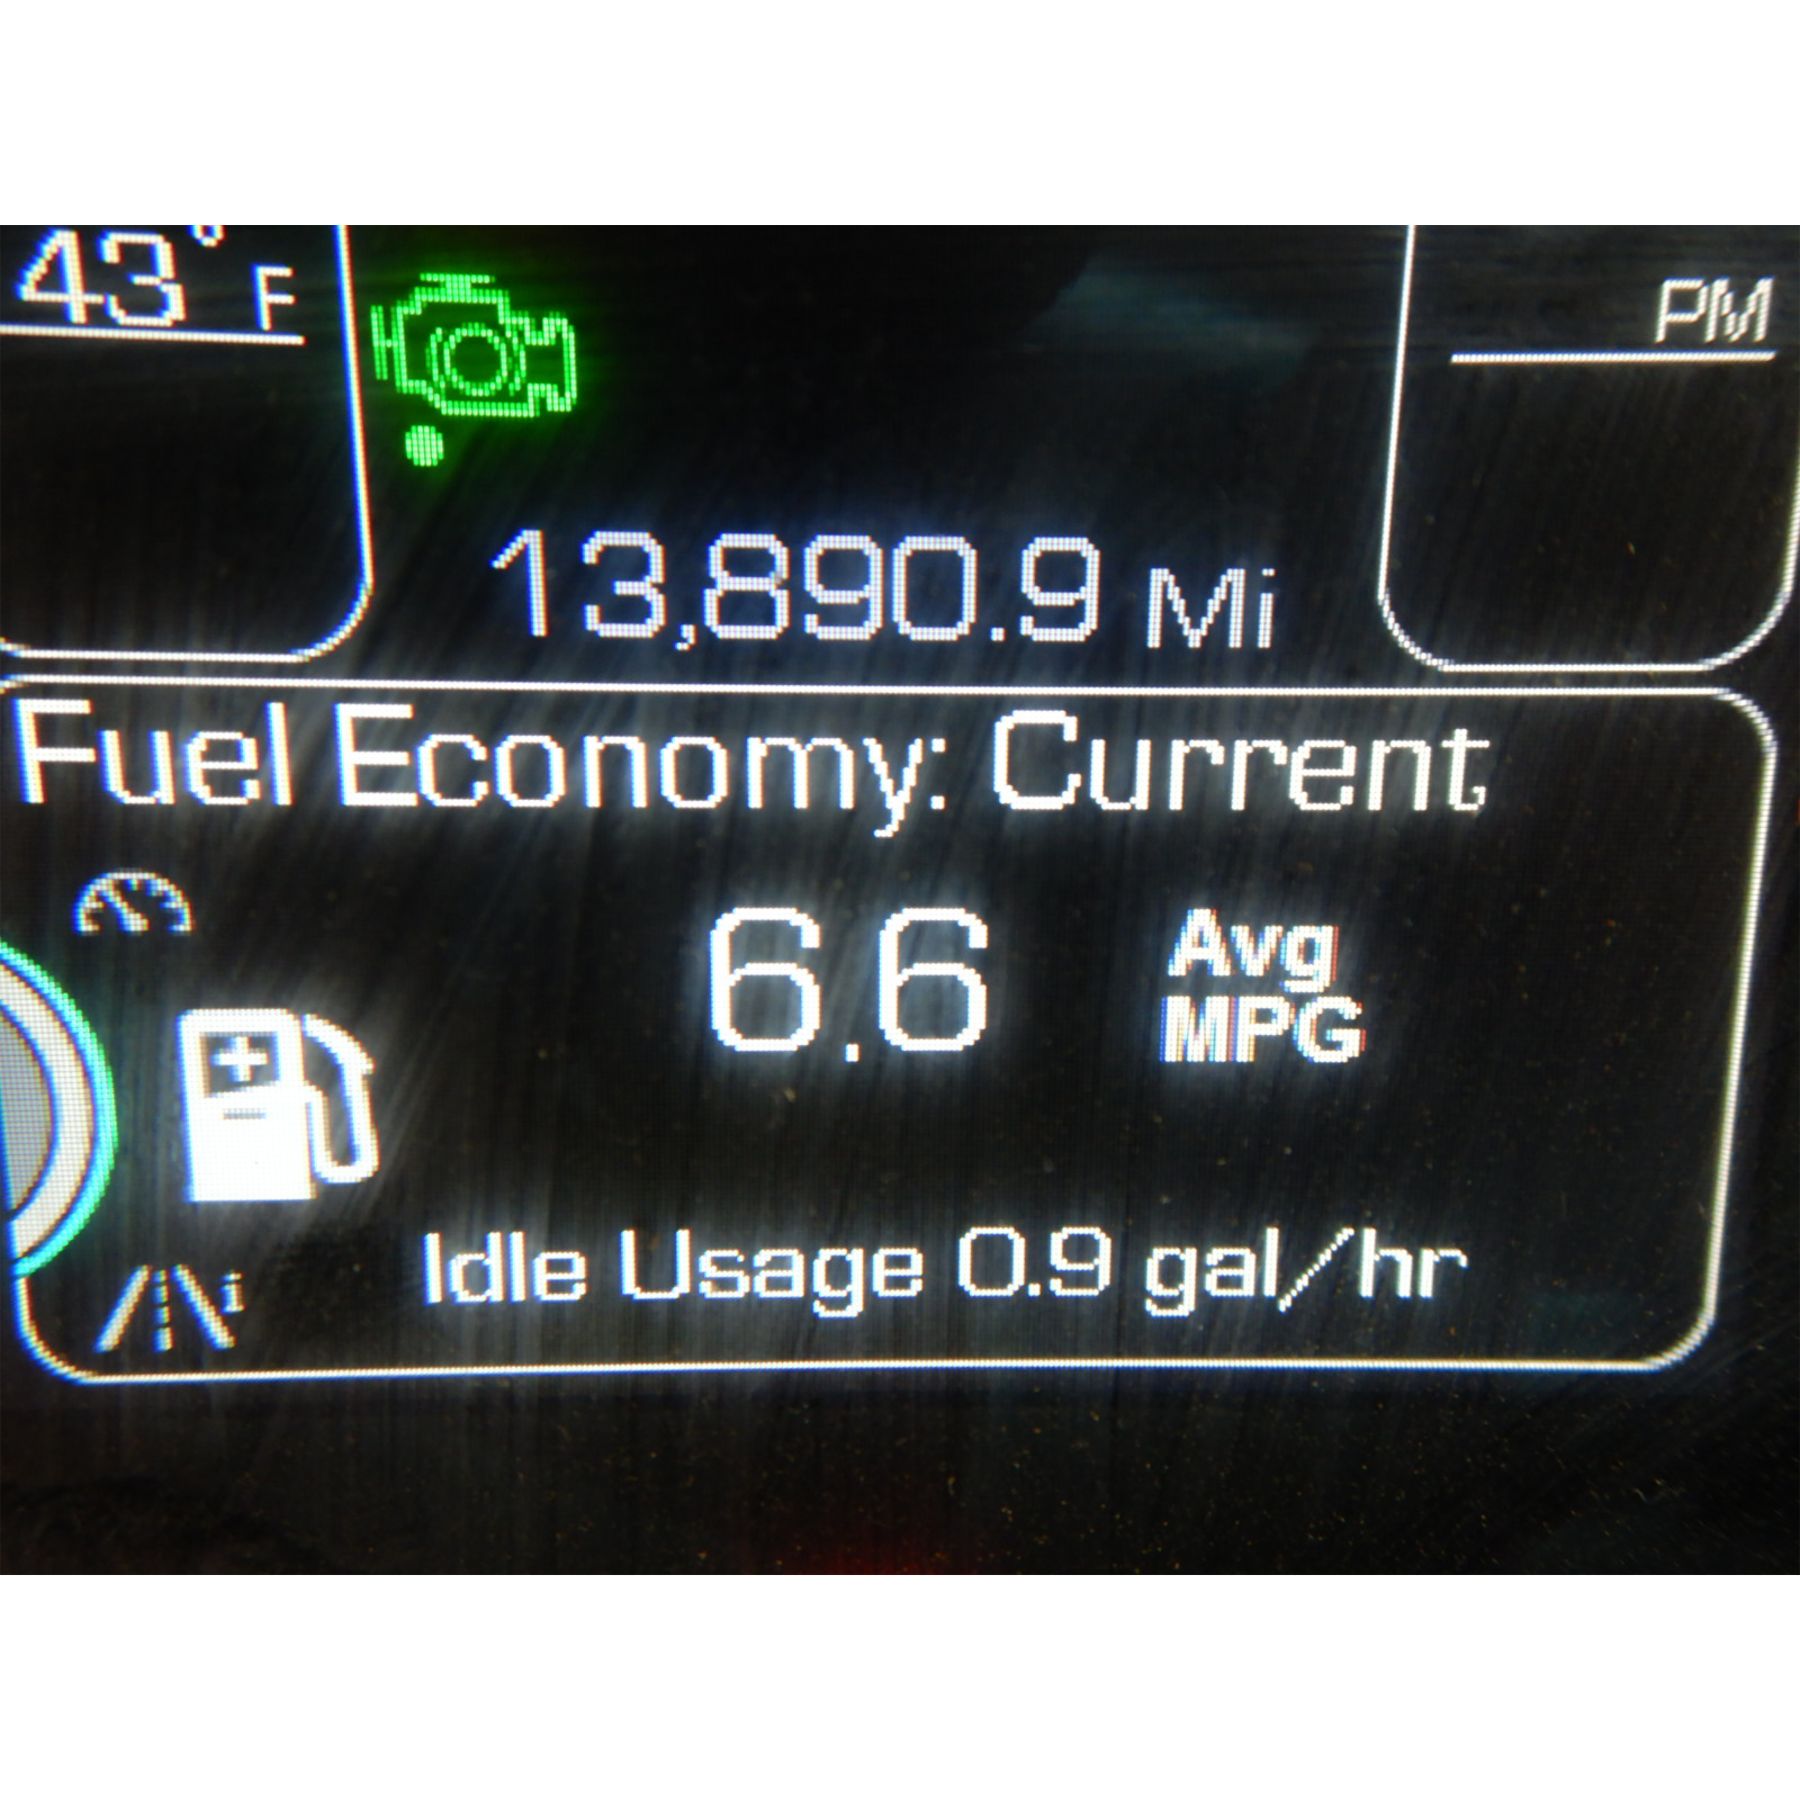 43° F
PM
13,890.9 Mi
Fuel Economy: Current
6.6 Avg
MPG
Idle Usage 0.9 gal/hr